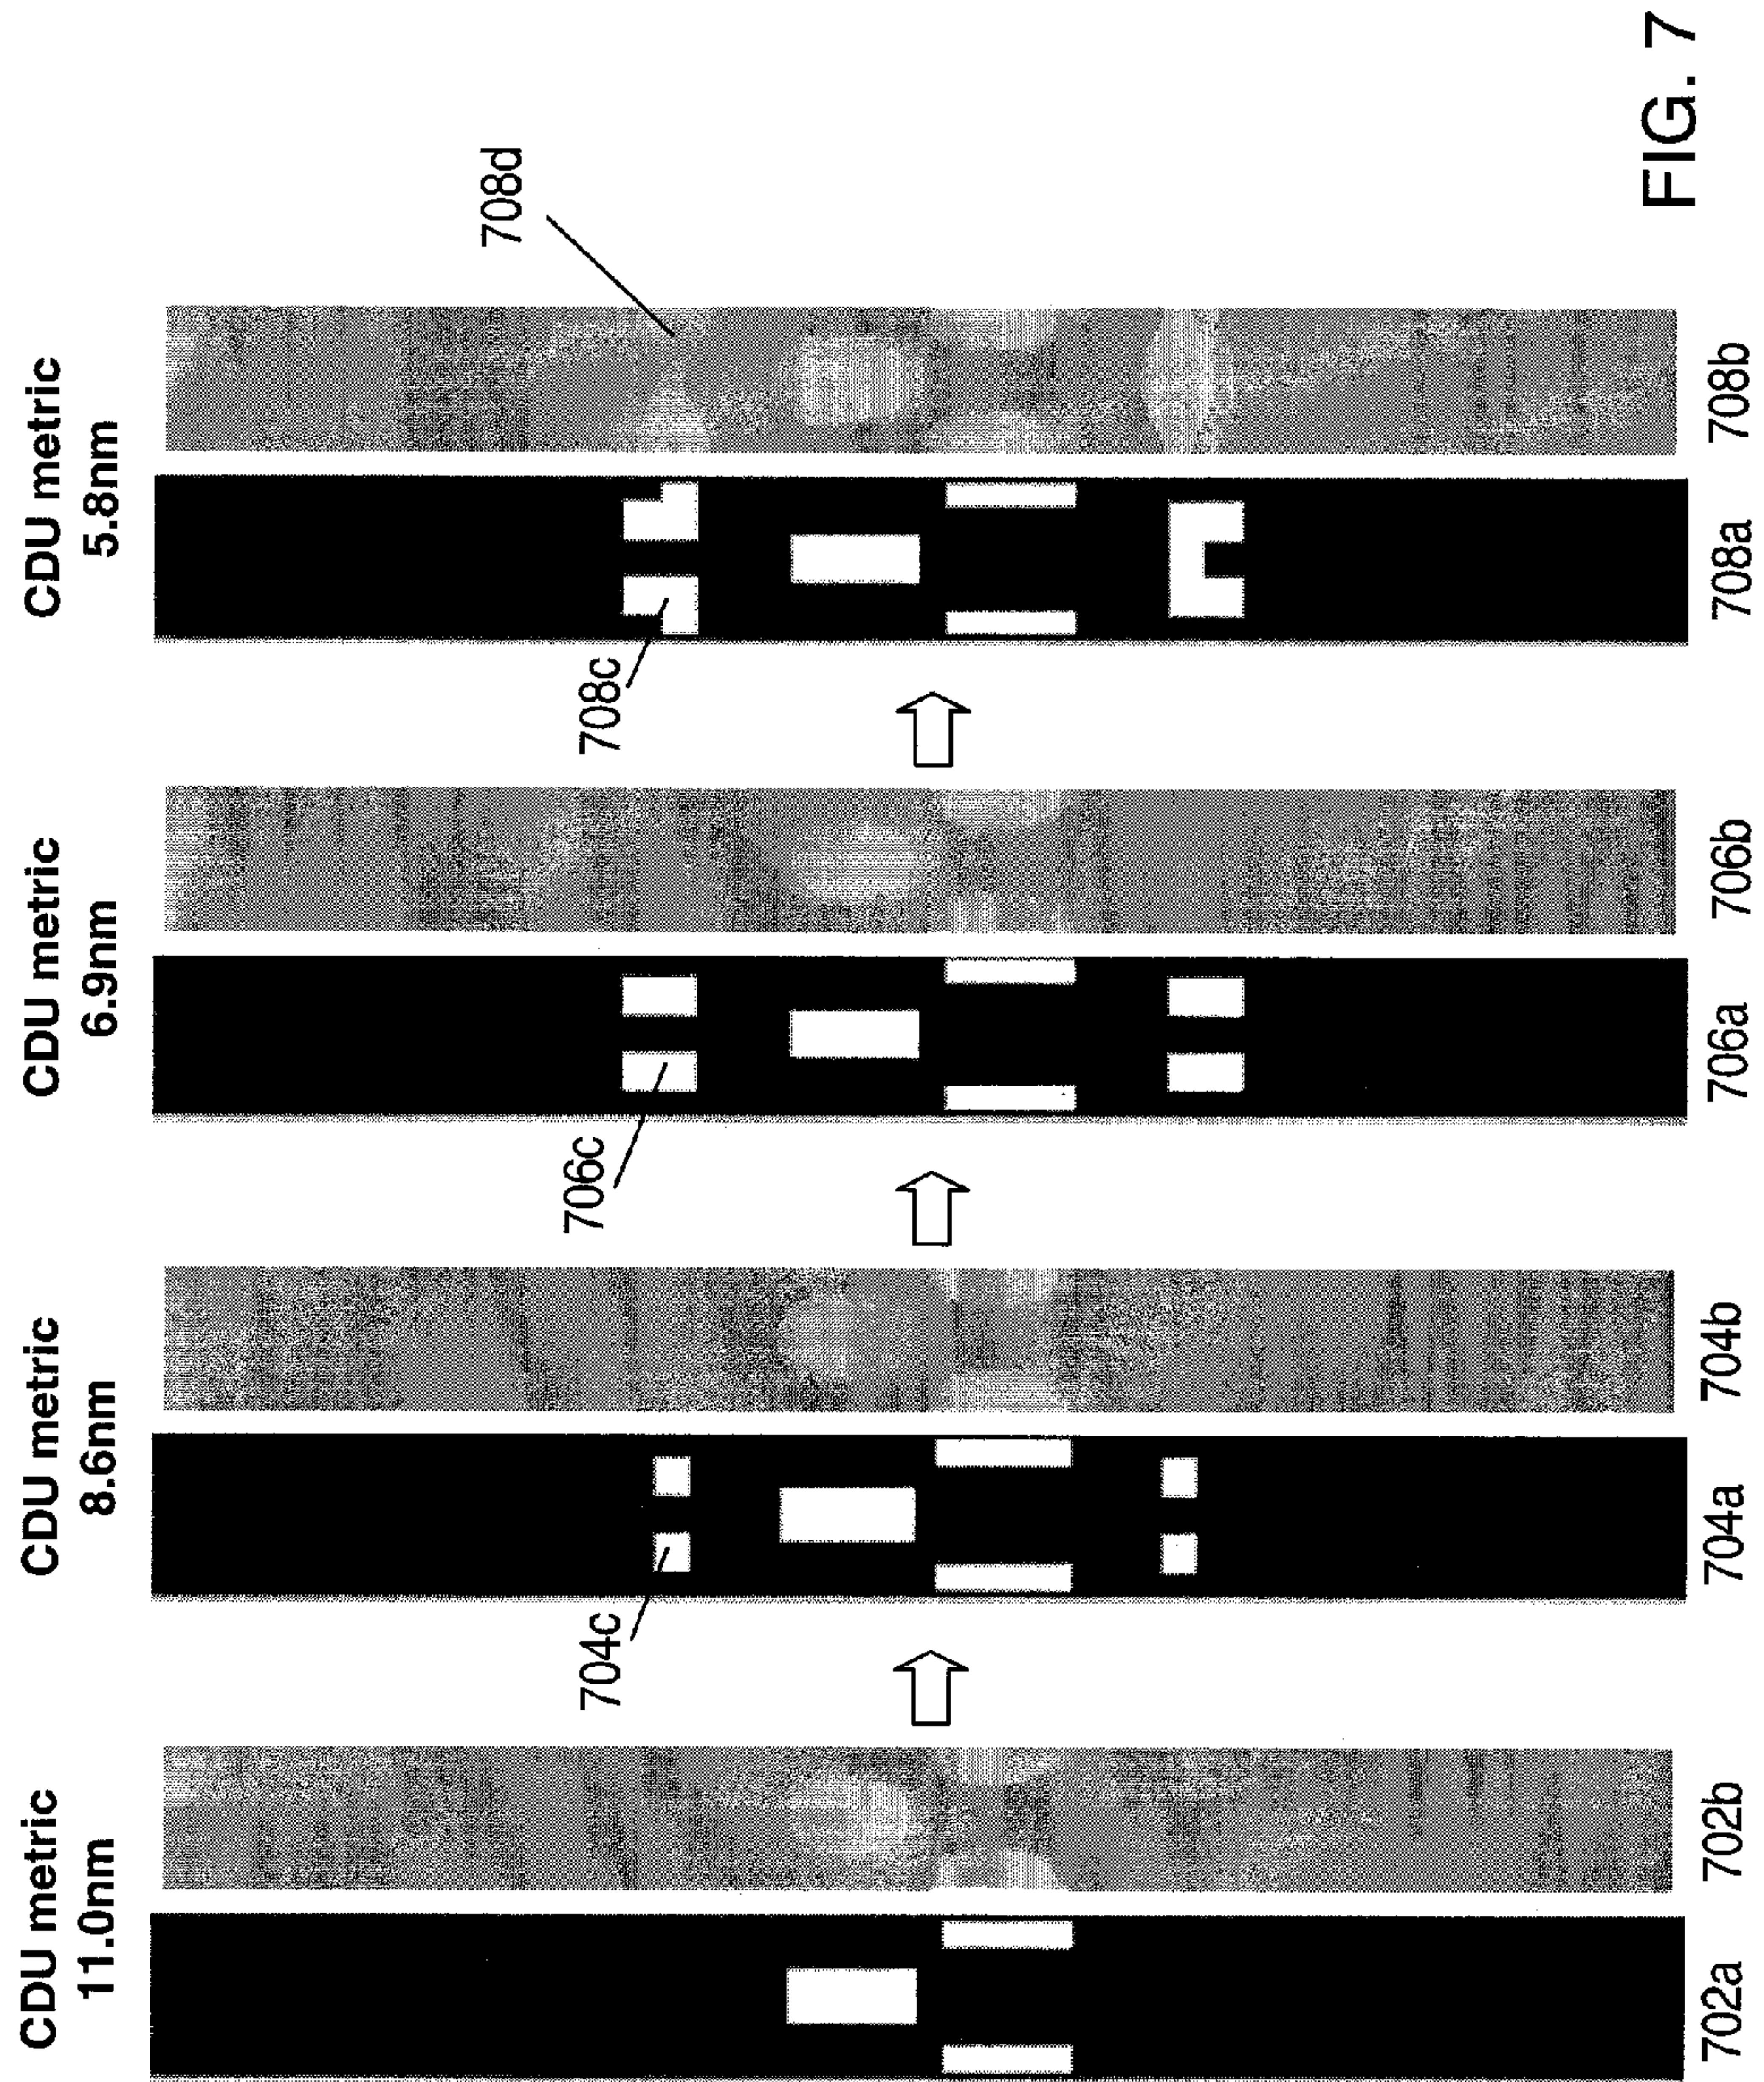 CDU metric
11.0nm
CDU metric
8.6nm
CDU metric
6.9nm
CDU metric
5.8nm
704c
706c
708c
708d
702a
702b
704a
704b
706a
706b
708a
708b
FIG. 7